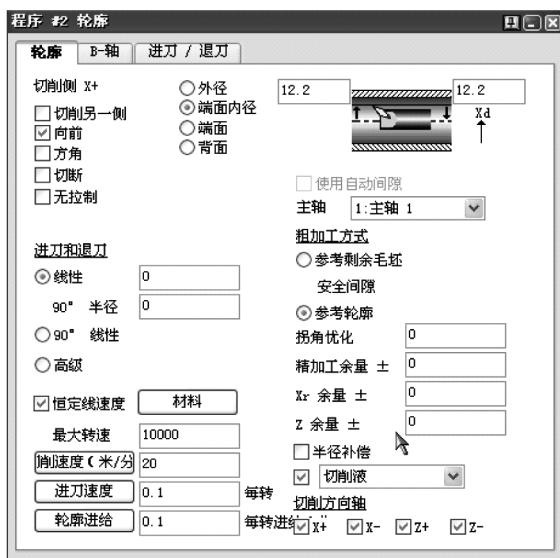 程序 #2 轮廓
轮廓 B-轴 进刀 / 退刀
切削侧 X+
切削另一侧
向前
方角
切断
无拉制
外径
端面内径
端面
背面
12.2
12.2
Xd
使用自动间隙
主轴 1:主轴 1
粗加工方式
参考剩余毛坯
安全间隙
参考轮廓
拐角优化 0
精加工余量 ± 0
Xr 余量 ± 0
Z 余量 ± 0
半径补偿
切削液
切削方向轴
X+ X- Z+ Z-
进刀和退刀
线性 0
90° 半径 0
90° 线性
高级
恒定线速度 材料
最大转速 10000
削速度(米/分 20
进刀速度 0.1 每转
轮廓进给 0.1 每转进给